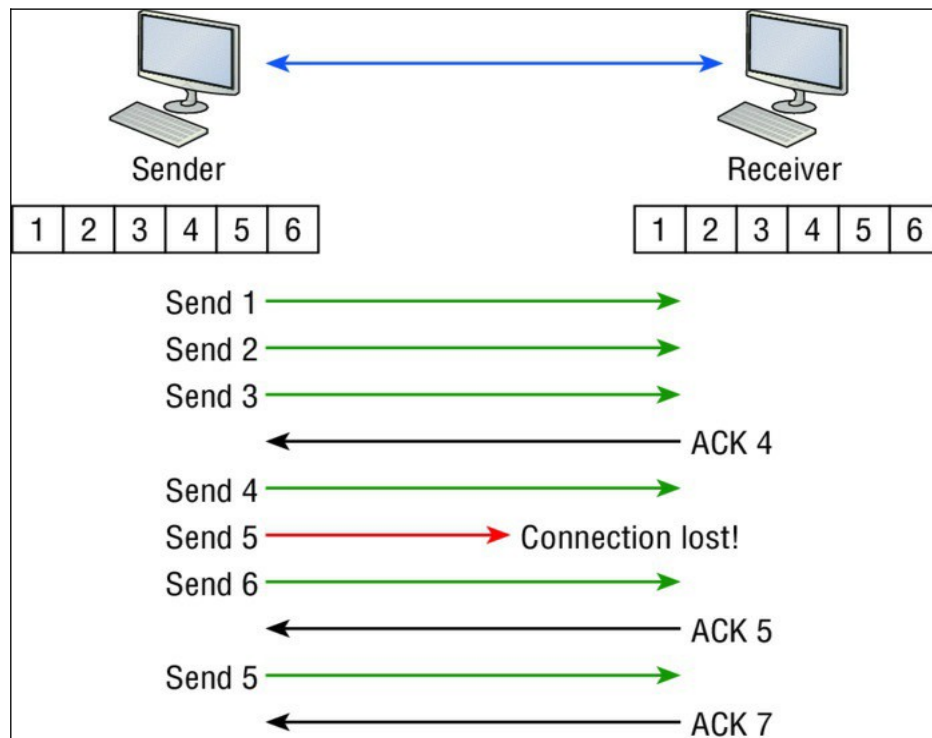 Sender Receiver
1 2 3 4 5 6 1 2 3 4 5 6
Send 1
Send 2
Send 3
ACK 4
Send 4
Send 5 Connection lost!
Send 6
ACK 5
Send 5
ACK 7